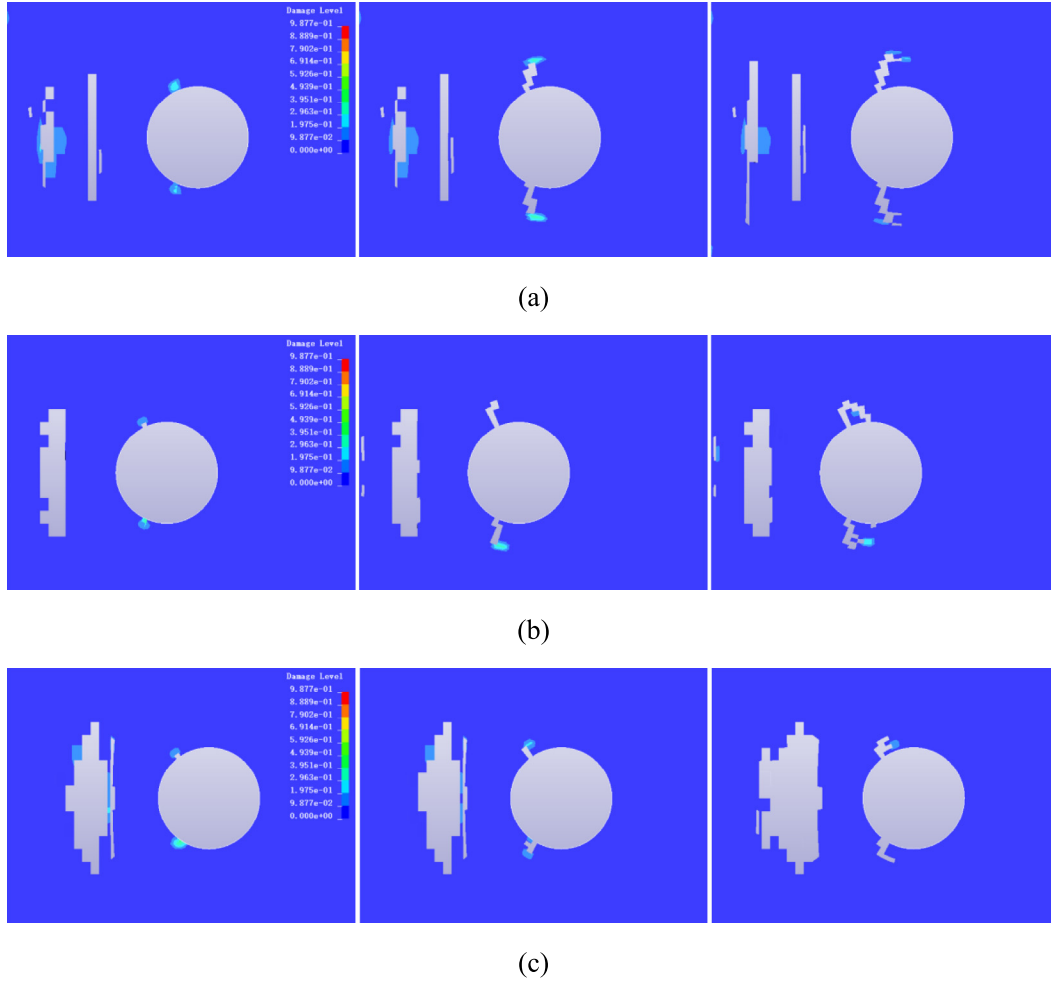 Damage Level
9.877e-01
8.889e-01
7.902e-01
6.914e-01
5.926e-01
4.939e-01
3.951e-01
2.963e-01
1.975e-01
9.877e-02
0.000e+00
(a)
Damage Level
9.877e-01
8.889e-01
7.902e-01
6.914e-01
5.926e-01
4.939e-01
3.951e-01
2.963e-01
1.975e-01
9.877e-02
0.000e+00
(b)
Damage Level
9.877e-01
8.889e-01
7.902e-01
6.914e-01
5.926e-01
4.939e-01
3.951e-01
2.963e-01
1.975e-01
9.877e-02
0.000e+00
(c)